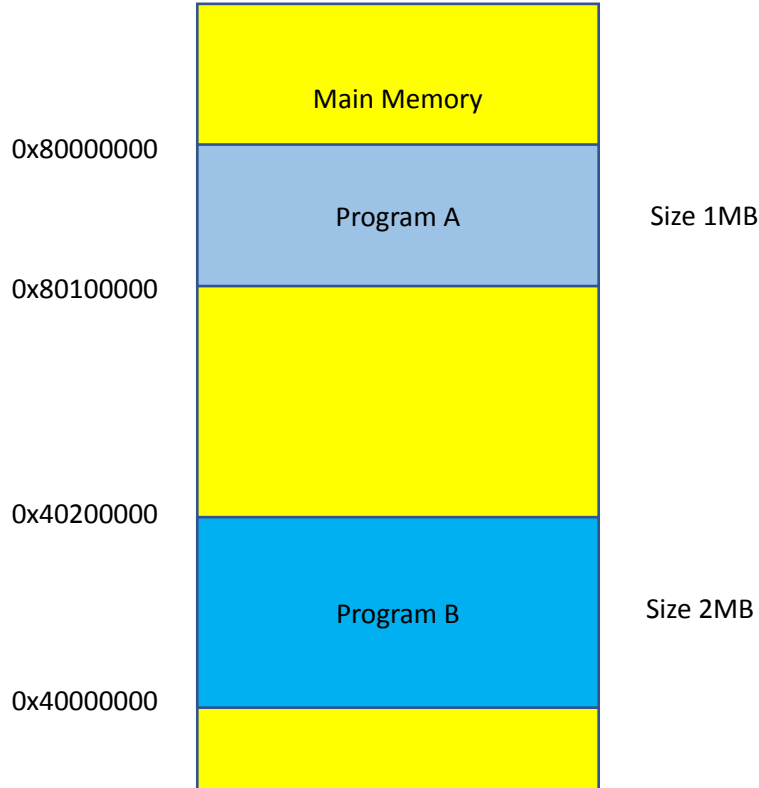 Main Memory
0x80000000
Program A
Size 1MB
0x80100000
0x40200000
Program B
Size 2MB
0x40000000